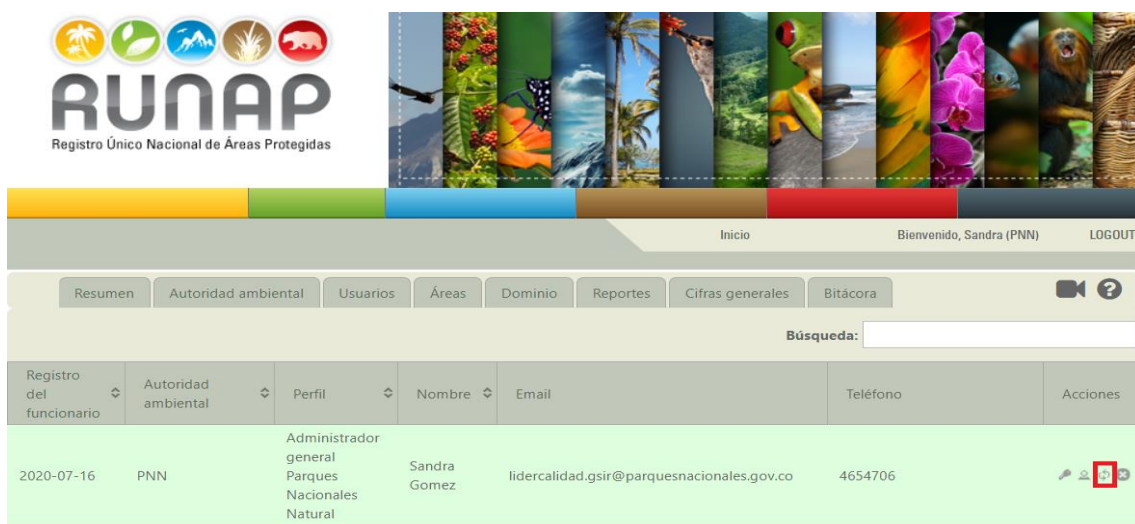 RUNAP
Registro Único Nacional de Áreas Protegidas
Inicio
Bienvenido, Sandra (PNN)
LOGOUT
Resumen
Autoridad ambiental
Usuarios
Áreas
Dominio
Reportes
Cifras generales
Bitácora
Búsqueda:
Registro
del
funcionario
Autoridad
ambiental
Perfil
Nombre
Email
Teléfono
Acciones
2020-07-16
PNN
Administrador
general
Parques
Nacionales
Natural
Sandra
Gomez
lidercalidad.gsir@parquesnacionales.gov.co
4654706